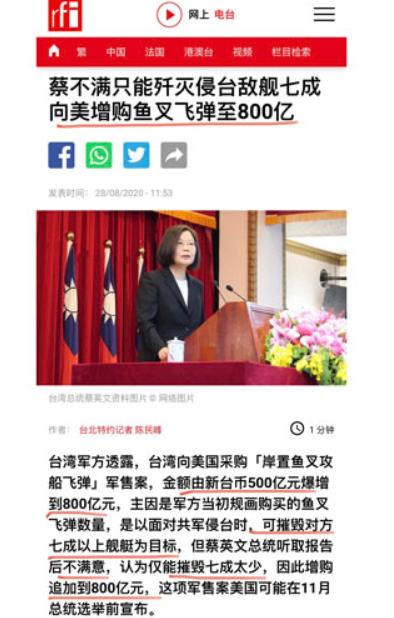 rfi
网上 电台
繁 中国 法国 港澳台 视频 栏目检索
蔡不满只能歼灭侵台敌舰七成
向美增购鱼叉飞弹至800亿
发表时间： 28/08/2020 - 11:53
台湾总统蔡英文资料图片 © 网络图片
作者： 台北特约记者 陈民峰
1 分钟
台湾军方透露，台湾向美国采购「岸置鱼叉攻
船飞弹」军售案，金额由新台币500亿元爆增
到800亿元，主因是军方当初规画购买的鱼叉
飞弹数量，是以面对共军侵台时，可摧毁对方
七成以上舰艇为目标，但蔡英文总统听取报告
后不满意，认为仅能摧毁七成太少，因此增购
追加到800亿元，这项军售案美国可能在11月
总统选举前宣布。